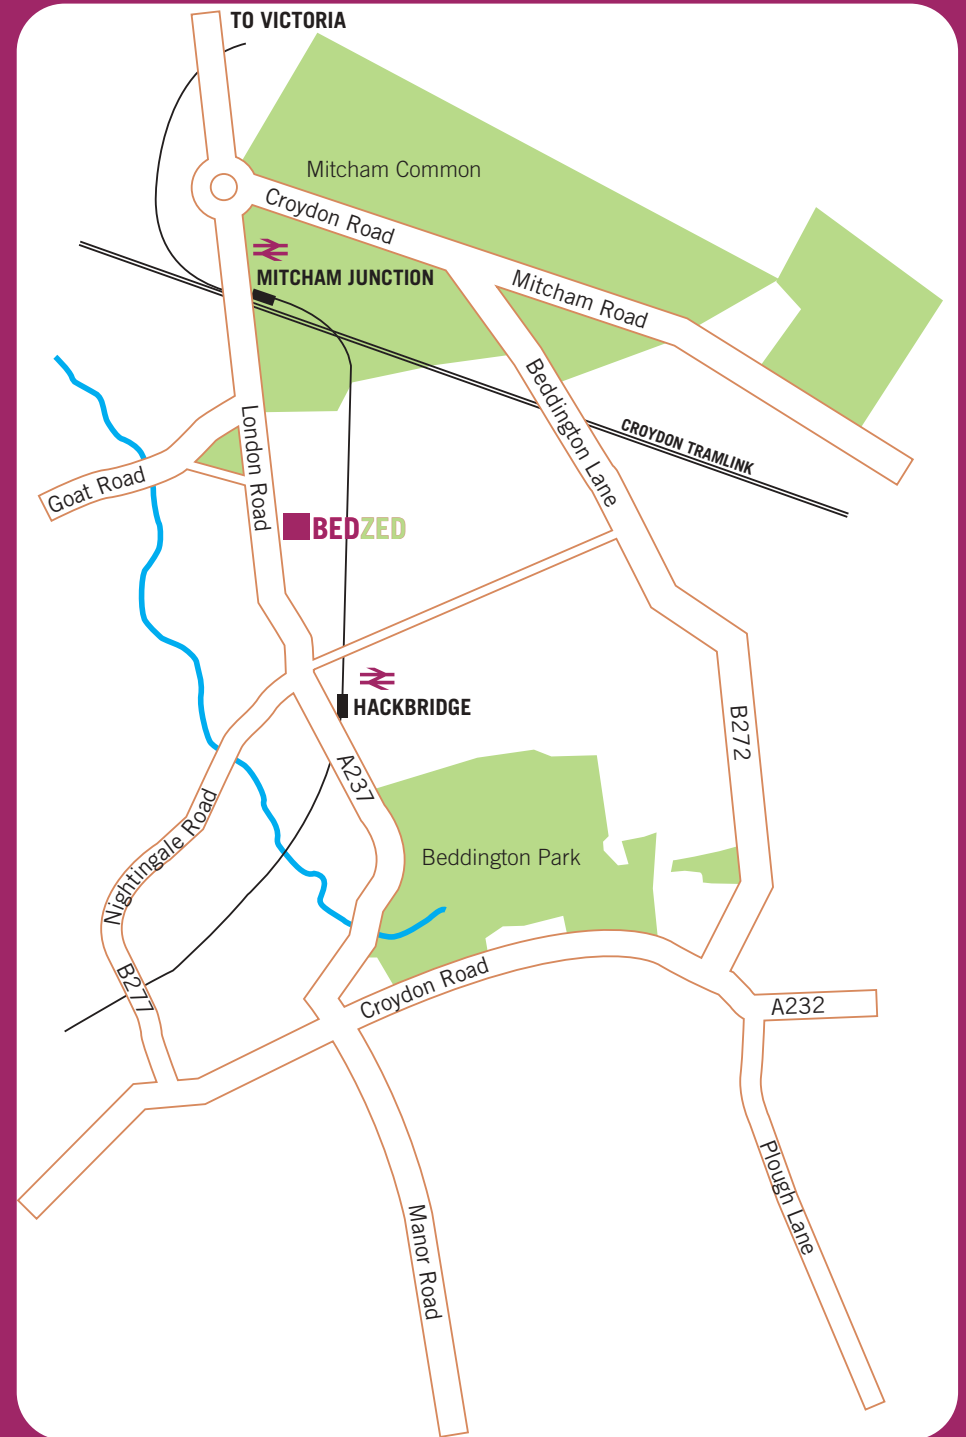 TO VICTORIA
Mitcham Common
Croydon Road
MITCHAM JUNCTION
Mitcham Road
Beddington Lane
CROYDON TRAMLINK
London Road
Goat Road
BEDZED
HACKBRIDGE
B272
A237
Nightingale Road
Beddington Park
B277
Croydon Road
A232
Plough Lane
Manor Road